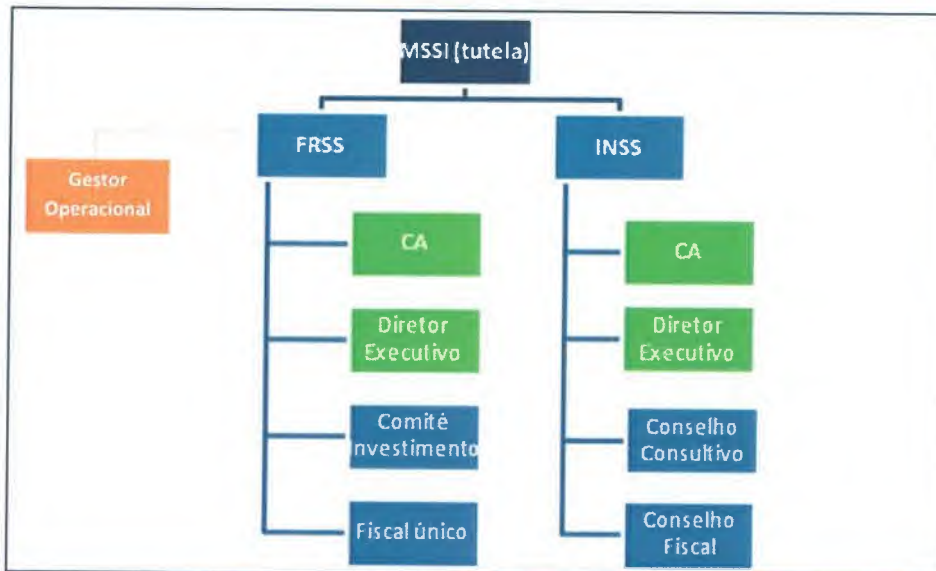 MSSI (tutela)
FRSS
INSS
Gestor
Operacional
CA
CA
Diretor
Executivo
Diretor
Executivo
Comité
Investimento
Conselho
Consultivo
Fiscal único
Conselho
Fiscal